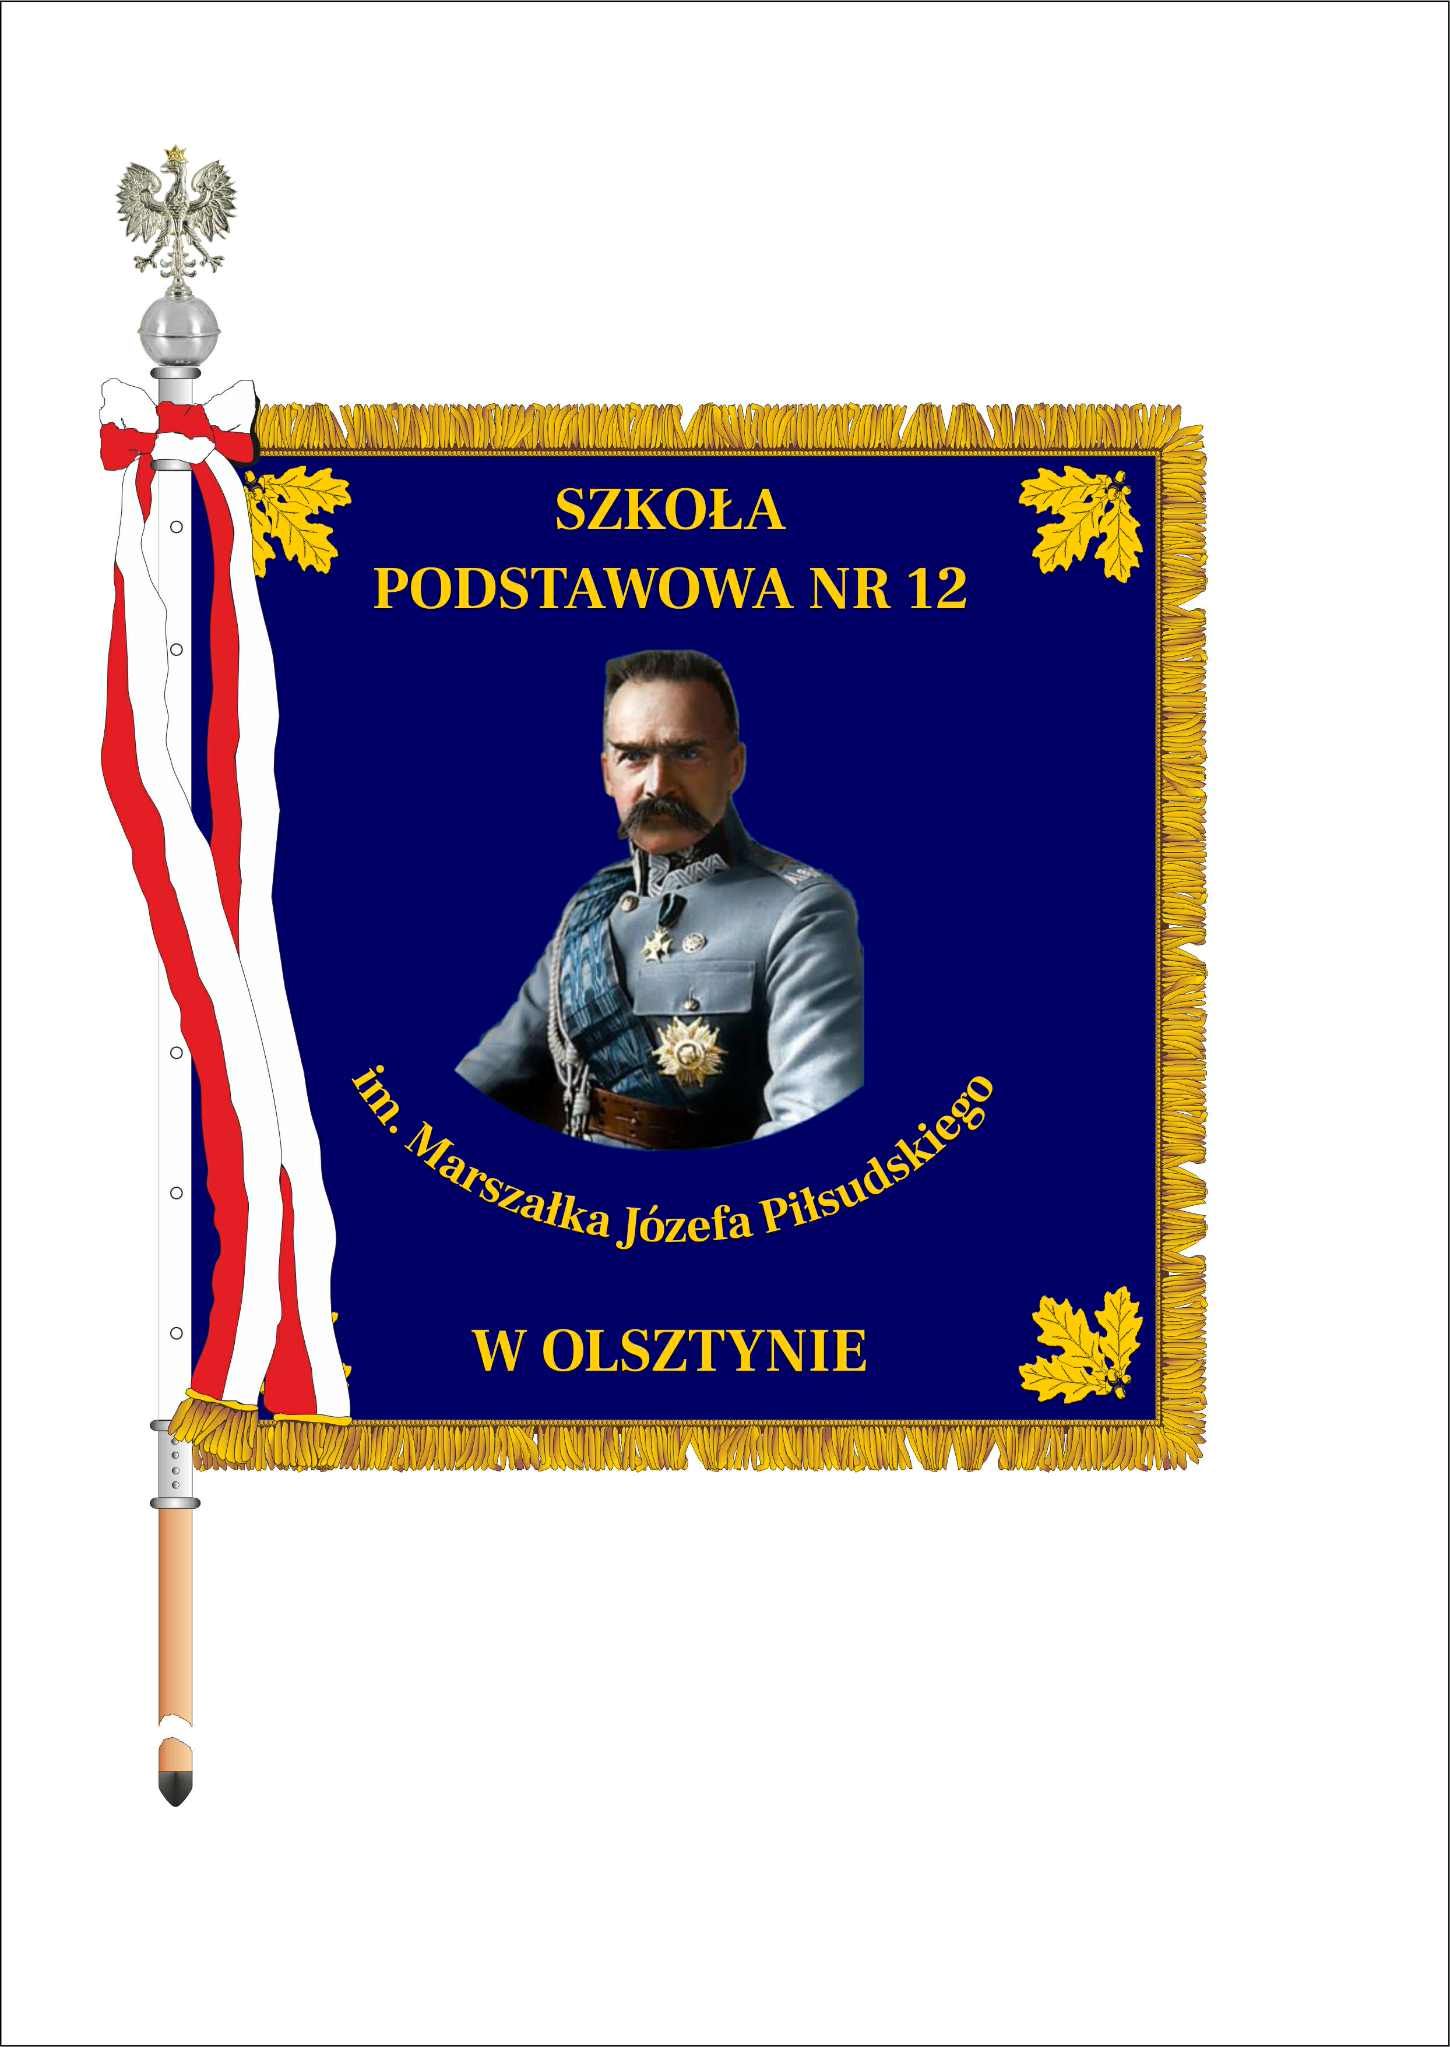 SZKOŁA
PODSTAWOWA NR 12
im. Marszałka Józefa Piłsudskiego
W OLSZTYNIE